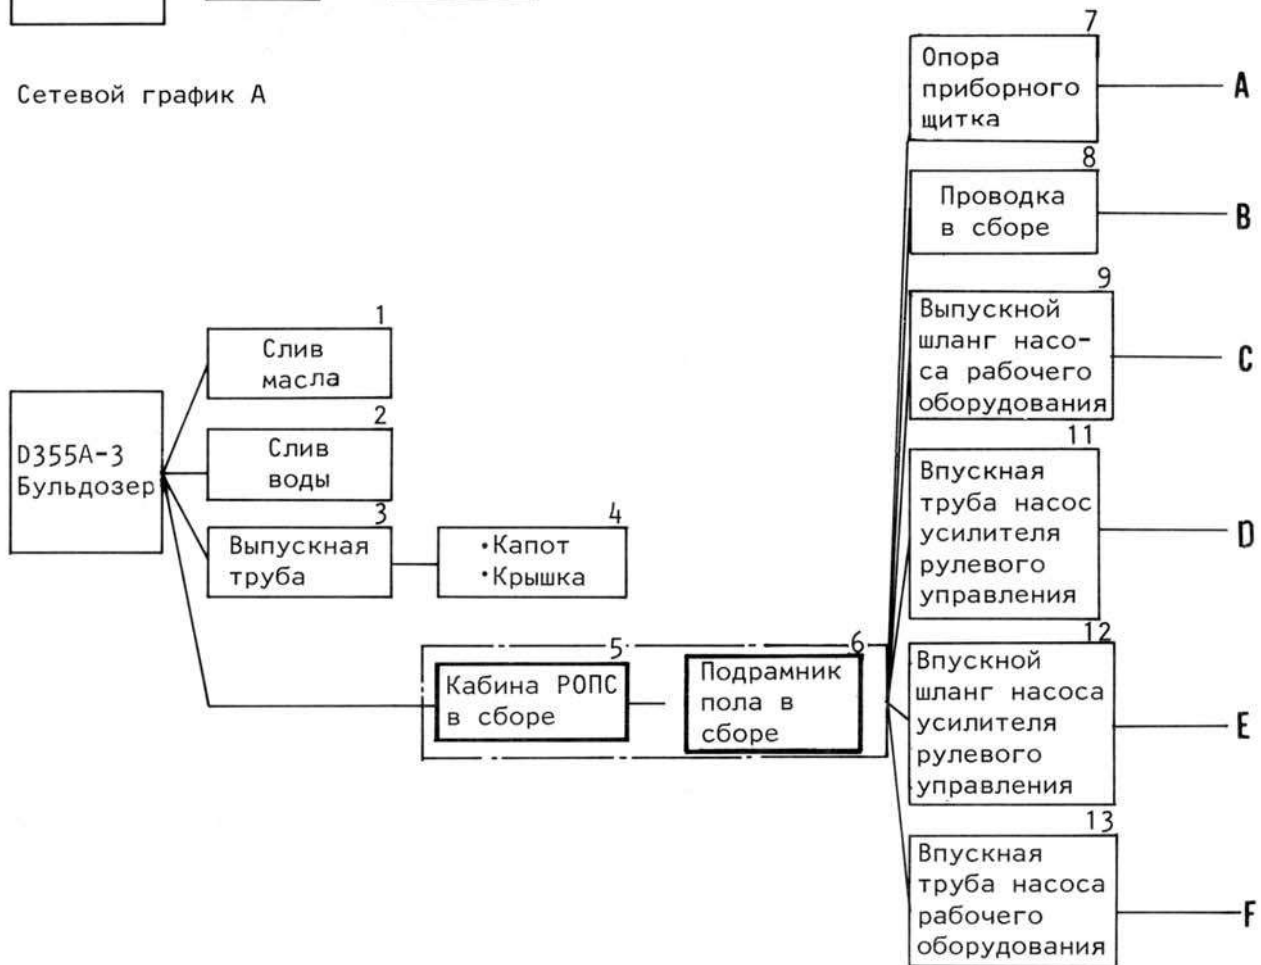 Сетевой график А
D355A-3
Бульдозер
1
Слив
масла
2
Слив
воды
3
Выпускная
труба
4
•Капот
•Крышка
5
Кабина РОПС
в сборе
6
Подрамник
пола в
сборе
7
Опора
приборного
щитка
A
8
Проводка
в сборе
B
9
Выпускной
шланг насо-
са рабочего
оборудования
C
11
Впускная
труба насос
усилителя
рулевого
управления
D
12
Впускной
шланг насоса
усилителя
рулевого
управления
E
13
Впускная
труба насоса
рабочего
оборудования
F